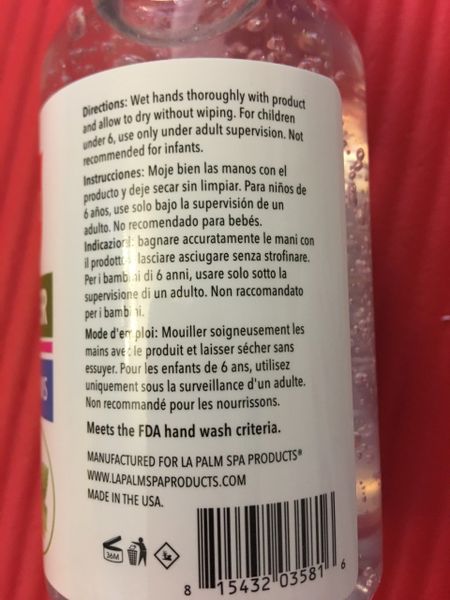 Directions: Wet hands thoroughly with product
and allow to dry without wiping. For children
under 6, use only under adult supervision. Not
recommended for infants.
Instrucciones: Moje bien las manos con el
producto y deje secar sin limpiar. Para niños de
6 años, use solo bajo la supervisión de un
adulto. No recomendado para bebés.
Indicazioni: bagnare accuratamente le mani con
il prodotto lasciare asciugare senza strofinare.
Per i bambini di 6 anni, usare solo sotto la
supervisione di un adulto. Non raccomandato
per i bambini.
Mode d'emploi: Mouiller soigneusement les
mains avec le produit et laisser sécher sans
essuyer. Pour les enfants de 6 ans, utilisez
uniquement sous la surveillance d'un adulte.
Non recommandé pour les nourrissons.
Meets the FDA hand wash criteria.
MANUFACTURED FOR LA PALM SPA PRODUCTS®
WWW.LAPALMSPAPRODUCTS.COM
MADE IN THE USA.
36M
8 15432 03581 6